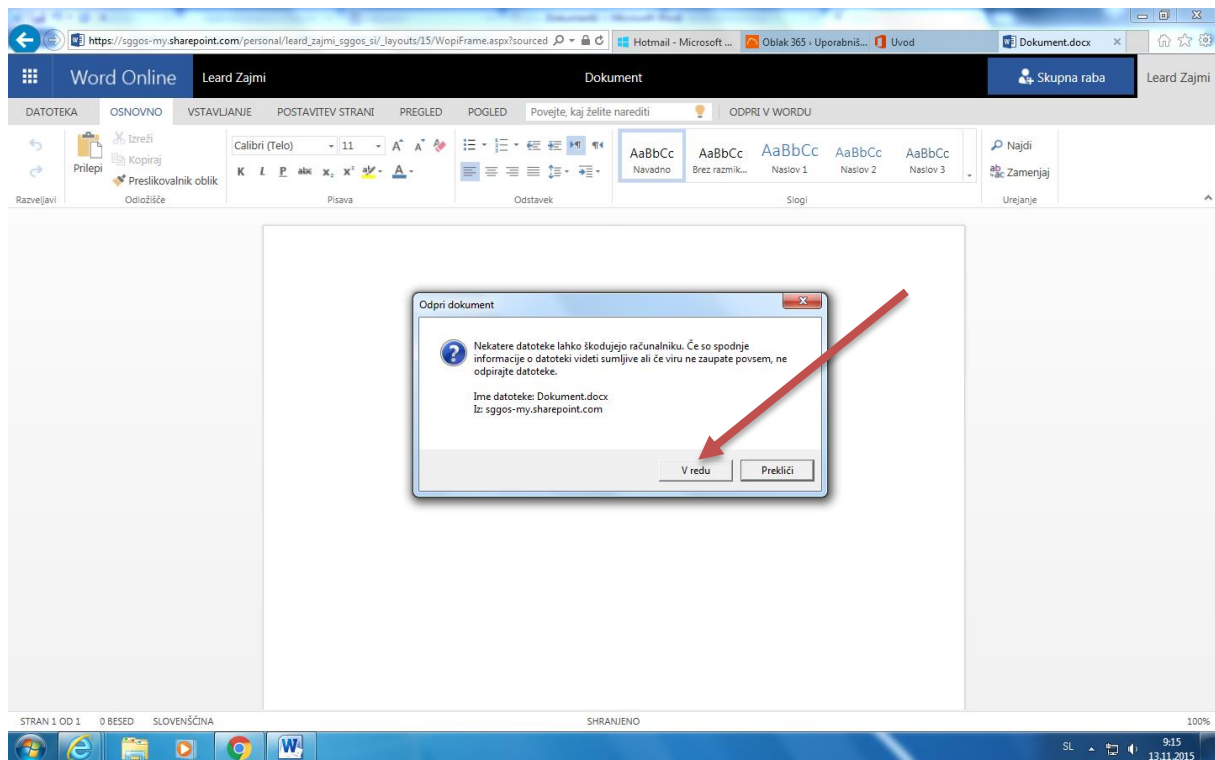 https://sggos-my.sharepoint.com/personal/leard_zajmi_sggos_si/_layouts/15/WopiFrame.aspx?sourced
Hotmail - Microsoft ...
Oblak 365 › Uporabniš...
Uvod
Dokument.docx
Word Online
Leard Zajmi
Dokument
Skupna raba
Leard Zajmi
DATOTEKA OSNOVNO VSTAVLJANJE POSTAVITEV STRANI PREGLED POGLED Povejte, kaj želite narediti ODPRI V WORDU
Prilepi
Izreži
Kopiraj
Preslikovalnik oblik
Calibri (Telo) 11
K L P abc x₂ x²
AaBbCc AaBbCc AaBbCc AaBbCc AaBbCc
Navadno Brez razmik... Naslov 1 Naslov 2 Naslov 3
Najdi
Zamenjaj
Razveljavi Odložišče Pisava Odstavek Slogi Urejanje
Odpri dokument
Nekatere datoteke lahko škodujejo računalniku. Če so spodnje
informacije o datoteki videti sumljive ali če viru ne zaupate povsem, ne
odpirajte datoteke.
Ime datoteke: Dokument.docx
Iz: sggos-my.sharepoint.com
V redu Prekliči
STRAN 1 OD 1 0 BESED SLOVENŠČINA SHRANJENO 100%
SL 9:15
13.11.2015